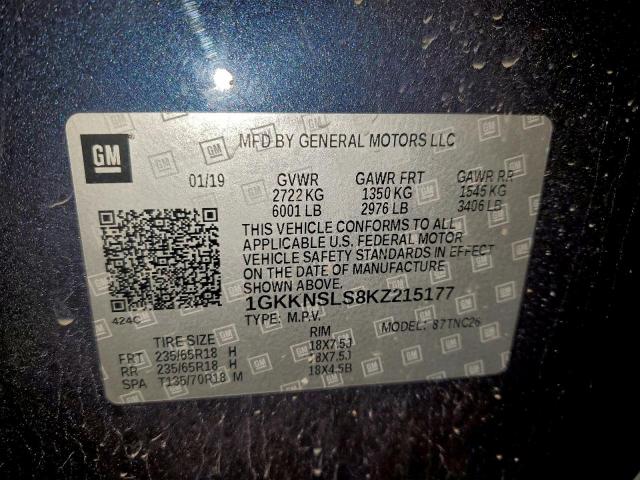 GM MFD BY GENERAL MOTORS LLC
01/19 GVWR GAWR FRT GAWR RR
2722 KG 1350 KG 1545 KG
6001 LB 2976 LB 3406 LB
THIS VEHICLE CONFORMS TO ALL
APPLICABLE U.S. FEDERAL MOTOR
VEHICLE SAFETY STANDARDS IN EFFECT
ON THE DATE OF MANUFACTURE
SHOWN ABOVE.
1GKKNSLS8KZ215177
424C TYPE: M.P.V. MODEL: 87TNC26
TIRE SIZE RIM
FRT 235/65R18 H 18X7.5J
RR 235/65R18 H 18X7.5J
SPA T135/70R18 M 18X4.5B